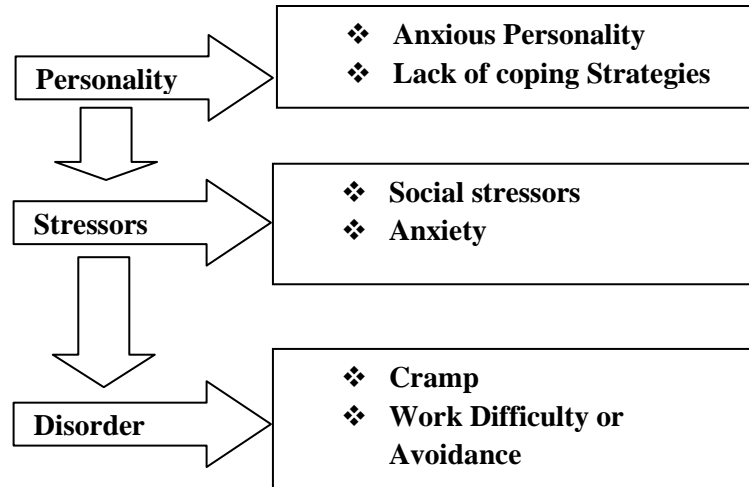 Personality
❖ Anxious Personality
❖ Lack of coping Strategies
Stressors
❖ Social stressors
❖ Anxiety
Disorder
❖ Cramp
❖ Work Difficulty or
Avoidance